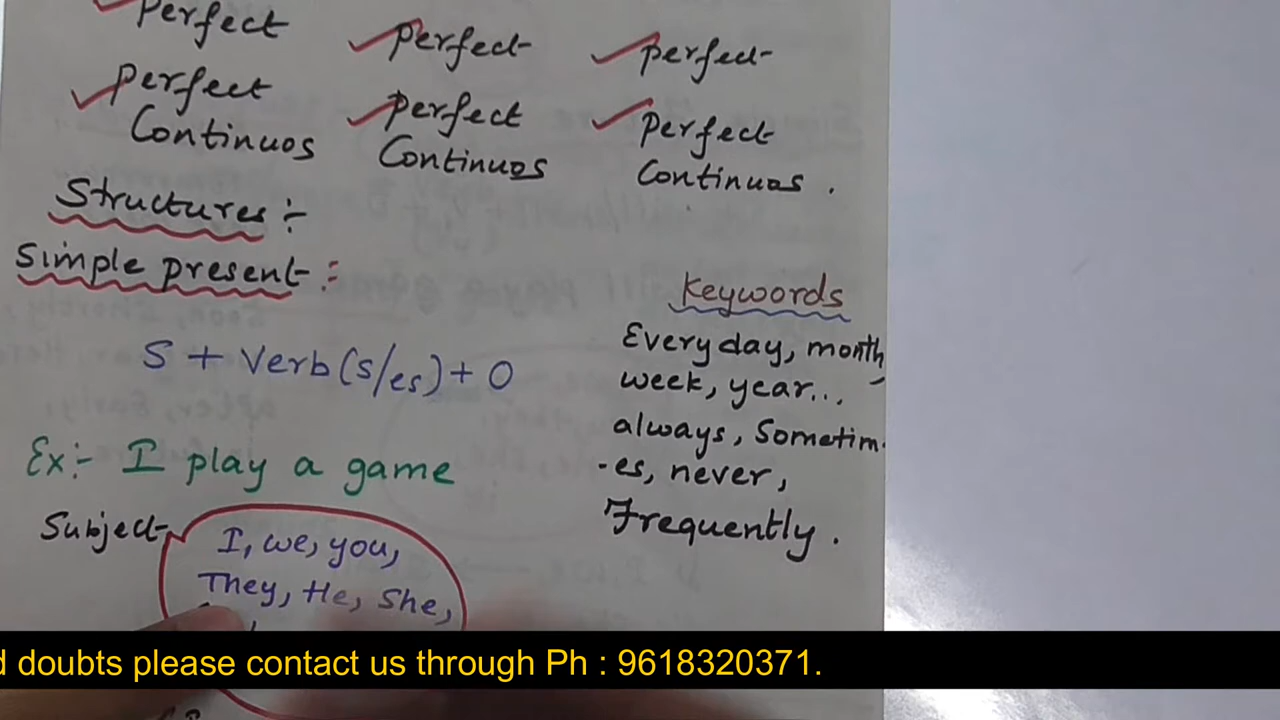 Perfect perfect perfect
perfect perfect perfect
Continuos Continuos Continuos .
Structures :-
Simple present :
Keywords
Every day, month,
S + Verb (s/es) + O
week, year...
always, Sometim-
-es, never,
Ex:- I play a game
Frequently .
Subject
I, we, you,
They, He, She,
d doubts please contact us through Ph : 9618320371.